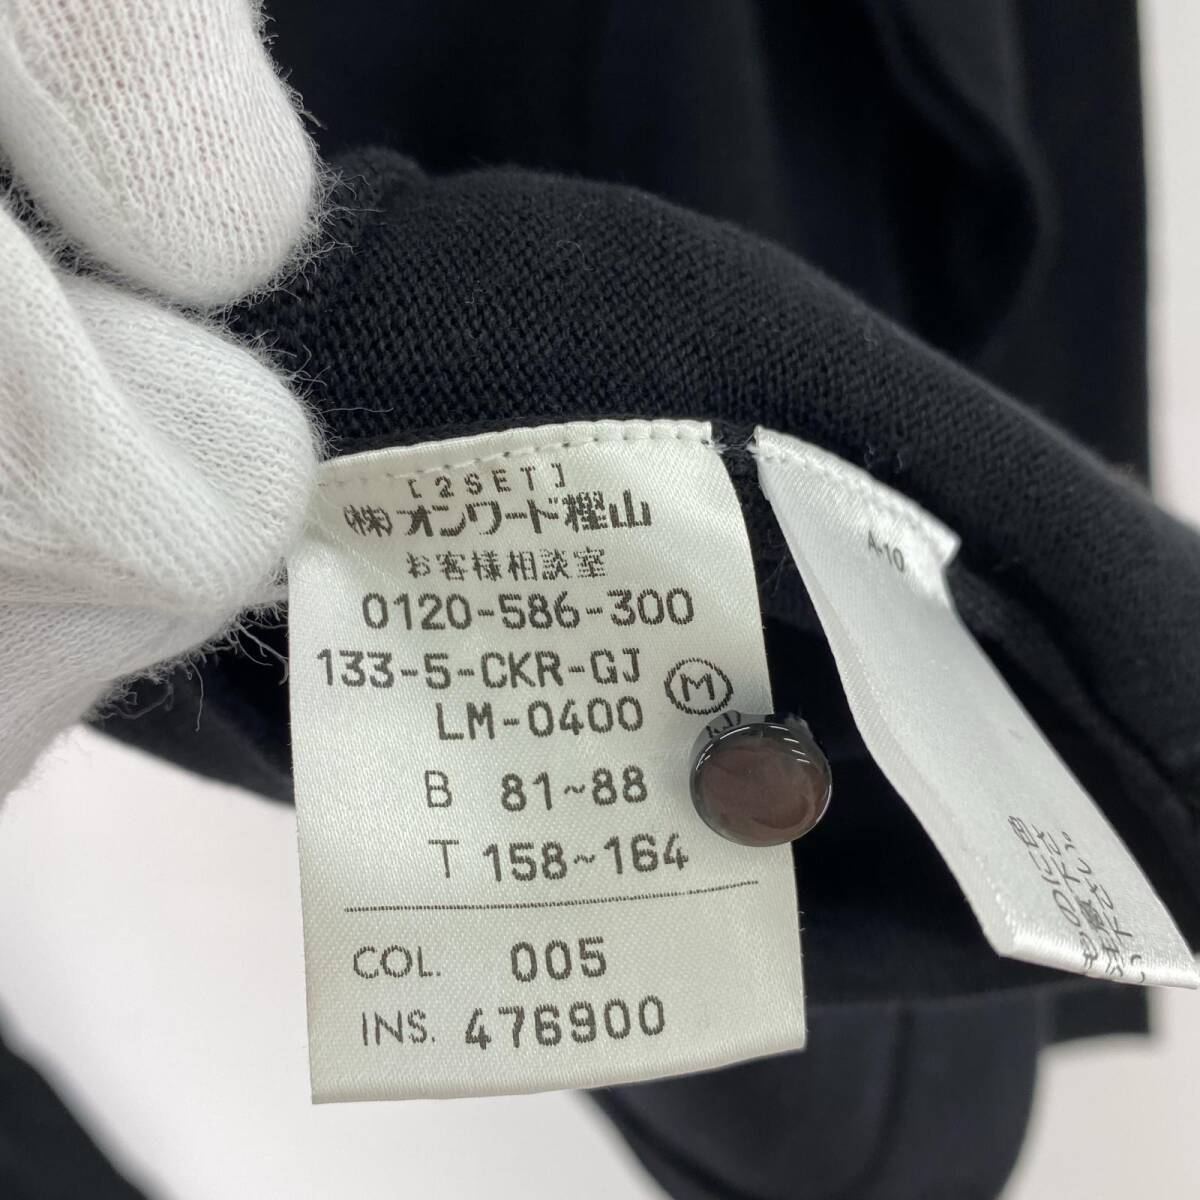 [2SET]
(株)オンワード樫山
お客様相談室
0120-586-300
133-5-CKR-GJ
LM-0400
M
B 81~88
T 158~164
COL. 005
INS. 476900
A-10